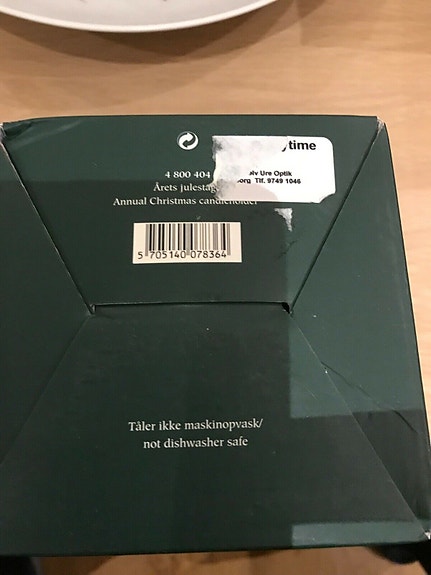 time
Ure Optik
Tlf. 9749 1046
4 800 404
Årets
Annual Christmas candleholder
5 705140 078364
Tåler ikke maskinopvask/
not dishwasher safe